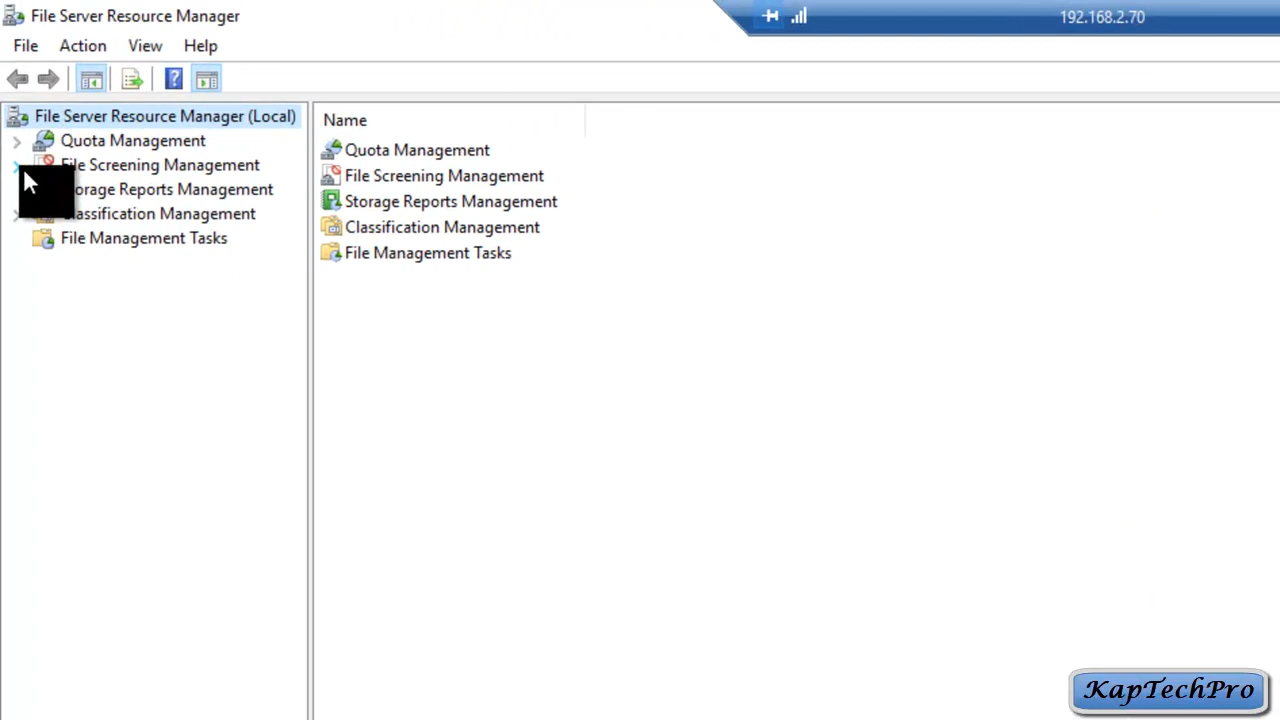 File Server Resource Manager
192.168.2.70
File Action View Help
File Server Resource Manager (Local)
Quota Management
File Screening Management
Reports Management
Management
File Management Tasks
Name
Quota Management
File Screening Management
Storage Reports Management
Classification Management
File Management Tasks
KapTechPro